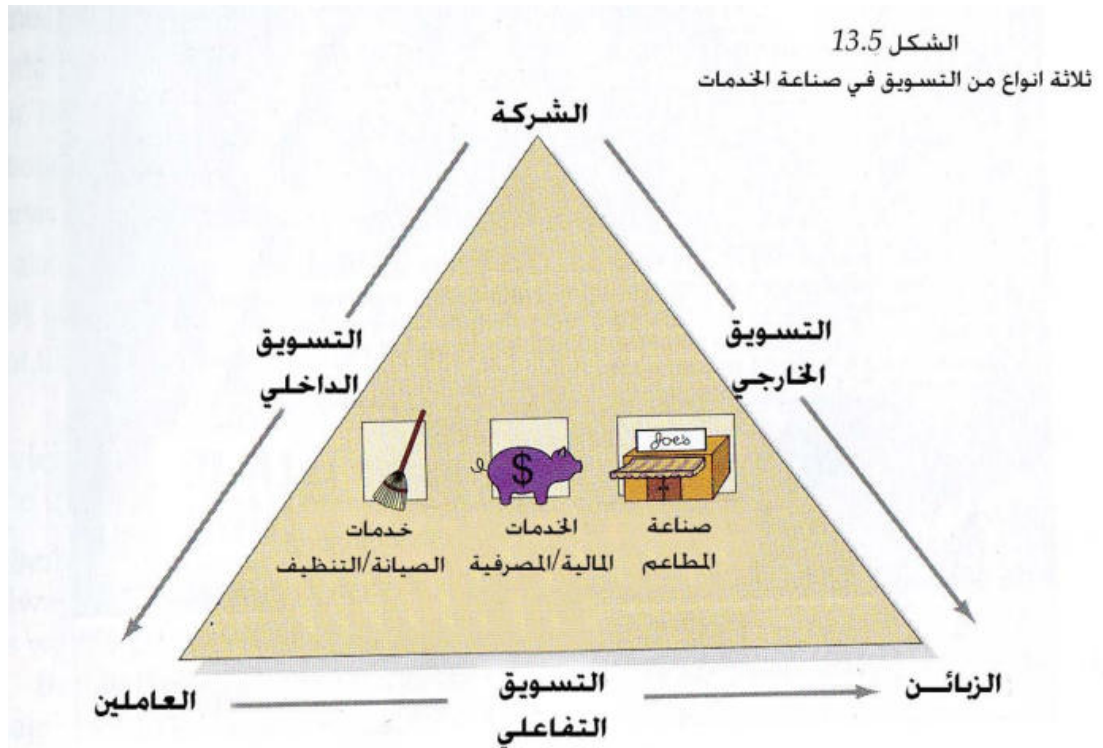 الشكل 13.5
ثلاثة انواع من التسويق في صناعة الخدمات
الشركة
التسويق
الخارجي
التسويق
الداخلي
Joe's
صناعة
المطاعم
الخدمات
المالية/المصرفية
خدمات
الصيانة/التنظيف
الزبائــن
التسويق
التفاعلي
العاملين